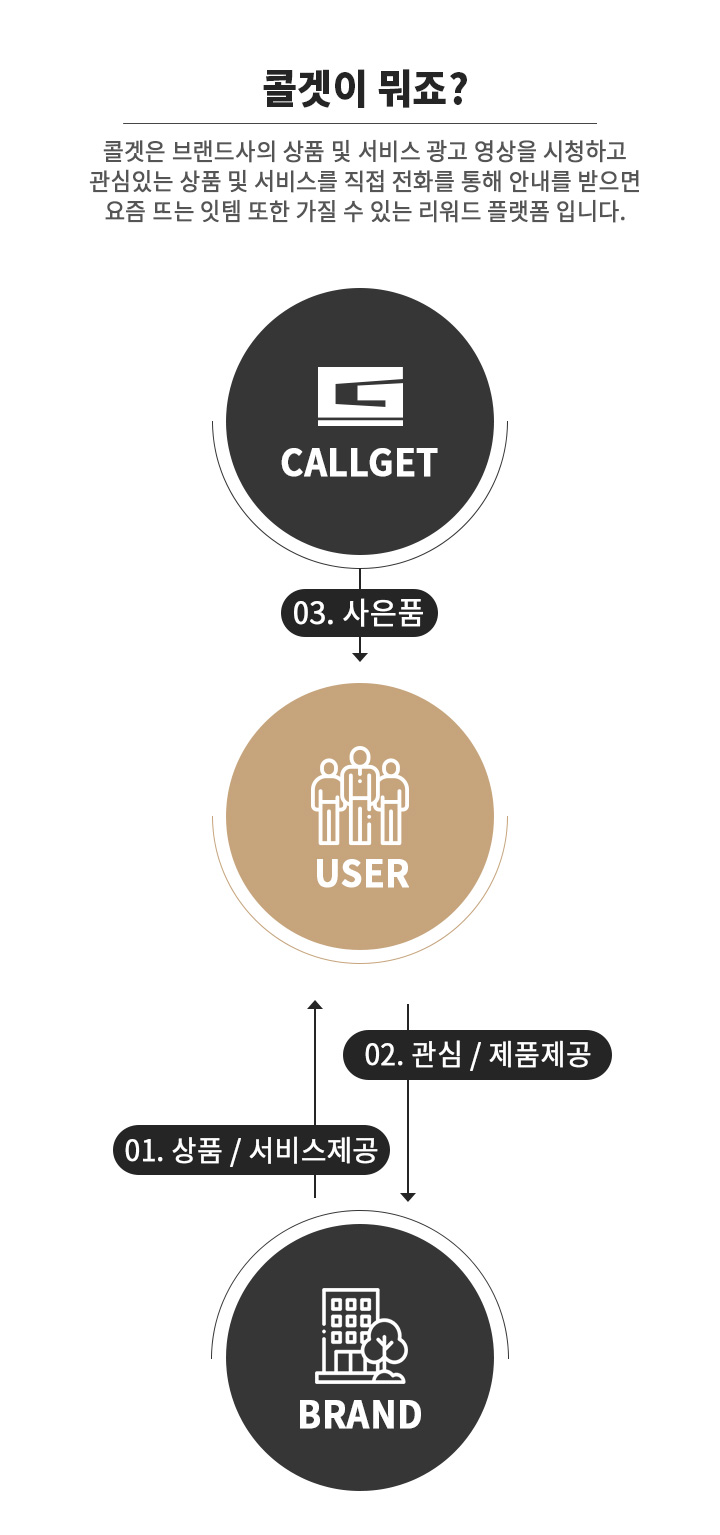 콜겟이 뭐죠?
콜겟은 브랜드사의 상품 및 서비스 광고 영상을 시청하고
관심있는 상품 및 서비스를 직접 전화를 통해 안내를 받으면
요즘 뜨는 잇템 또한 가질 수 있는 리워드 플랫폼 입니다.
CALLGET
03. 사은품
USER
02. 관심 / 제품제공
01. 상품 / 서비스제공
BRAND